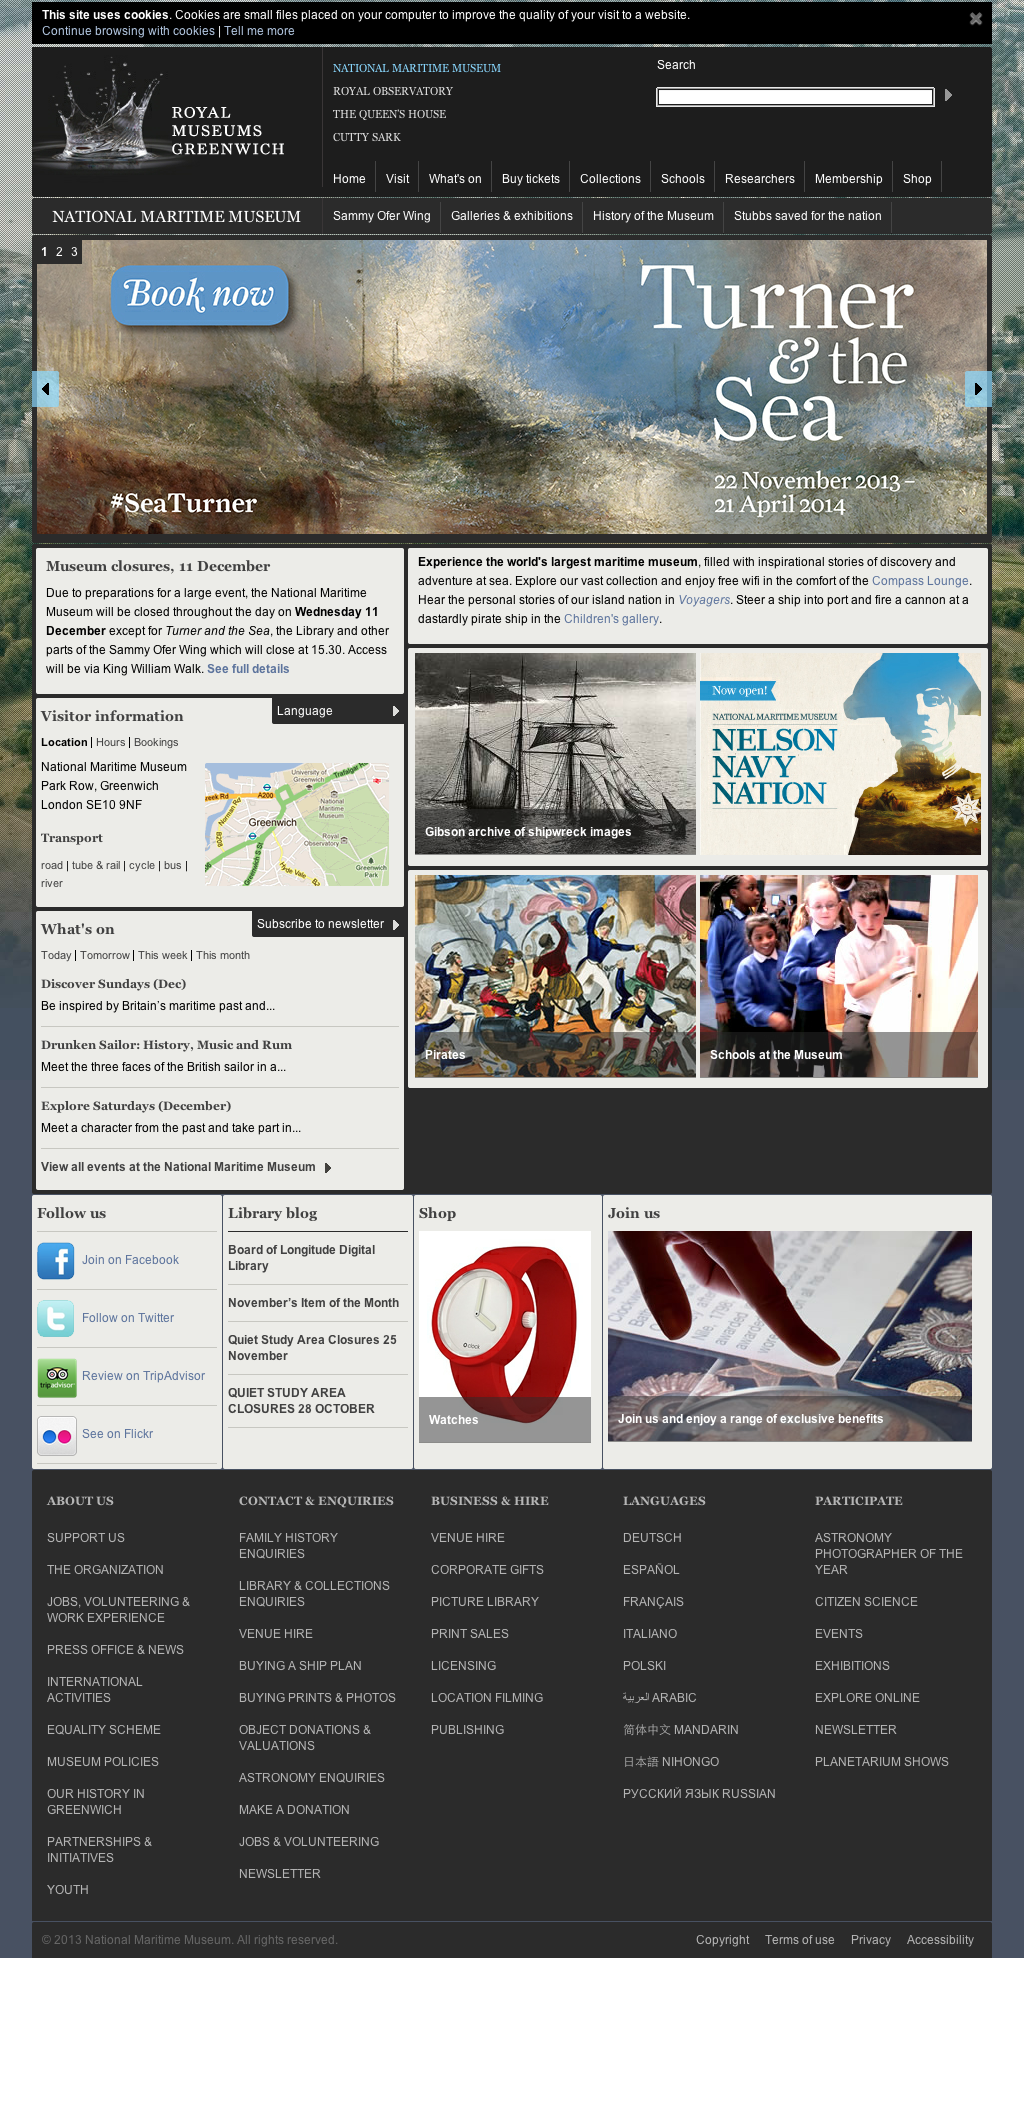 This site uses cookies. Cookies are small files placed on your computer to improve the quality of your visit to a website.
Continue browsing with cookies | Tell me more
ROYAL
MUSEUMS
GREENWICH
NATIONAL MARITIME MUSEUM
ROYAL OBSERVATORY
THE QUEEN'S HOUSE
CUTTY SARK
Search
Home Visit What's on Buy tickets Collections Schools Researchers Membership Shop
NATIONAL MARITIME MUSEUM
Sammy Ofer Wing Galleries & exhibitions History of the Museum Stubbs saved for the nation
1 2 3
Book now
Turner
& the
Sea
22 November 2013 –
21 April 2014
#SeaTurner
Museum closures, 11 December
Due to preparations for a large event, the National Maritime
Museum will be closed throughout the day on Wednesday 11
December except for Turner and the Sea, the Library and other
parts of the Sammy Ofer Wing which will close at 15.30. Access
will be via King William Walk. See full details
Experience the world's largest maritime museum, filled with inspirational stories of discovery and
adventure at sea. Explore our vast collection and enjoy free wifi in the comfort of the Compass Lounge.
Hear the personal stories of our island nation in Voyagers. Steer a ship into port and fire a cannon at a
dastardly pirate ship in the Children's gallery.
Visitor information
Language
Location | Hours | Bookings
National Maritime Museum
Park Row, Greenwich
London SE10 9NF
Transport
road | tube & rail | cycle | bus |
river
University of
Greenwich
Trafalgar Rd
reek Rd
A200
Norman Rd
National
Maritime
Museum
Greenwich
B208
Royal
Observatory
Greenwich S St
Hyde Vale
Greenwich
Park
Gibson archive of shipwreck images
Now open!
NATIONAL MARITIME MUSEUM
NELSON
NAVY
NATION
Pirates
Schools at the Museum
What's on
Subscribe to newsletter
Today | Tomorrow | This week | This month
Discover Sundays (Dec)
Be inspired by Britain’s maritime past and...
Drunken Sailor: History, Music and Rum
Meet the three faces of the British sailor in a...
Explore Saturdays (December)
Meet a character from the past and take part in...
View all events at the National Maritime Museum
Follow us
Join on Facebook
Follow on Twitter
tripadvisor
Review on TripAdvisor
See on Flickr
Library blog
Board of Longitude Digital
Library
November’s Item of the Month
Quiet Study Area Closures 25
November
QUIET STUDY AREA
CLOSURES 28 OCTOBER
Shop
o clock
Watches
Join us
Join us and enjoy a range of exclusive benefits
ABOUT US
SUPPORT US
THE ORGANIZATION
JOBS, VOLUNTEERING &
WORK EXPERIENCE
PRESS OFFICE & NEWS
INTERNATIONAL
ACTIVITIES
EQUALITY SCHEME
MUSEUM POLICIES
OUR HISTORY IN
GREENWICH
PARTNERSHIPS &
INITIATIVES
YOUTH
CONTACT & ENQUIRIES
FAMILY HISTORY
ENQUIRIES
LIBRARY & COLLECTIONS
ENQUIRIES
VENUE HIRE
BUYING A SHIP PLAN
BUYING PRINTS & PHOTOS
OBJECT DONATIONS &
VALUATIONS
ASTRONOMY ENQUIRIES
MAKE A DONATION
JOBS & VOLUNTEERING
NEWSLETTER
BUSINESS & HIRE
VENUE HIRE
CORPORATE GIFTS
PICTURE LIBRARY
PRINT SALES
LICENSING
LOCATION FILMING
PUBLISHING
LANGUAGES
DEUTSCH
ESPAÑOL
FRANÇAIS
ITALIANO
POLSKI
العربية ARABIC
简体中文 MANDARIN
日本語 NIHONGO
РУССКИЙ ЯЗЫК RUSSIAN
PARTICIPATE
ASTRONOMY
PHOTOGRAPHER OF THE
YEAR
CITIZEN SCIENCE
EVENTS
EXHIBITIONS
EXPLORE ONLINE
NEWSLETTER
PLANETARIUM SHOWS
© 2013 National Maritime Museum. All rights reserved.
Copyright Terms of use Privacy Accessibility